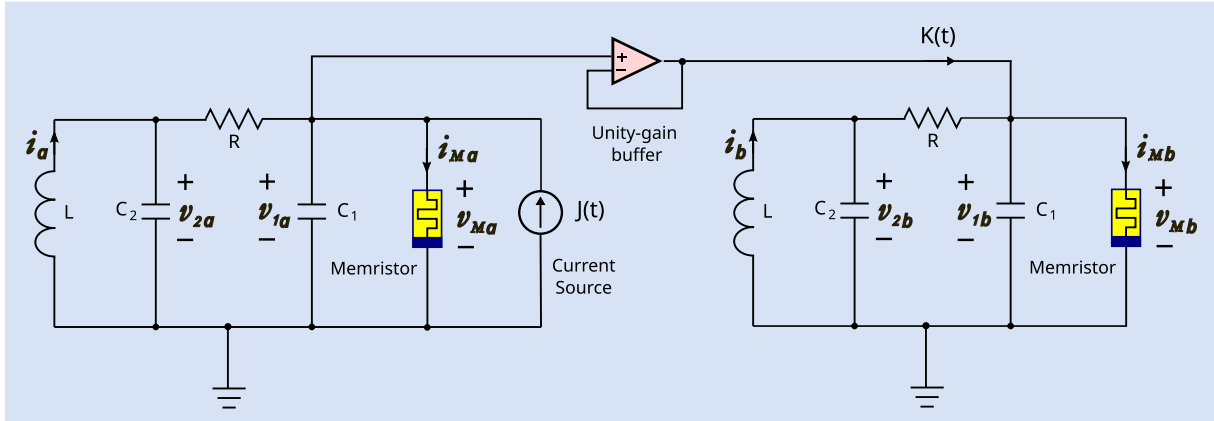 K(t)
+
−
Unity-gain
buffer
i_a
R
i_Ma
L
C_2
+
v_2a
−
+
v_1a
−
C_1
+
v_Ma
−
J(t)
Memristor
Current
Source
i_b
R
i_Mb
L
C_2
+
v_2b
−
+
v_1b
−
C_1
+
v_Mb
−
Memristor